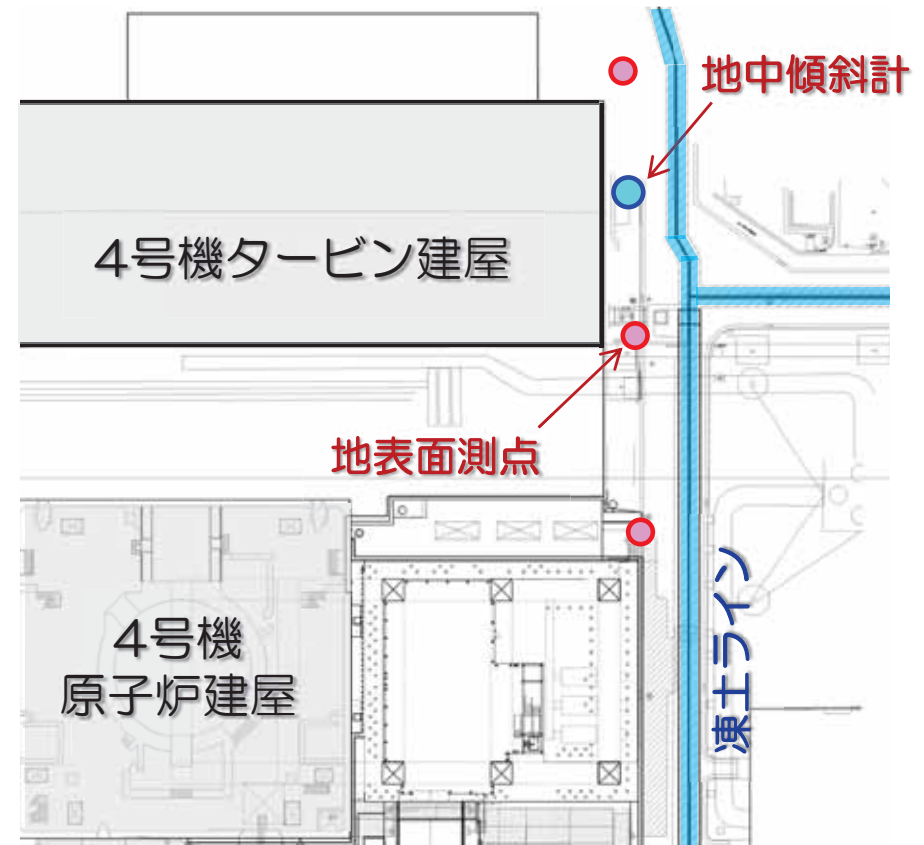 地中傾斜計
4号機タービン建屋
地表面測点
4号機
原子炉建屋
凍土ライン